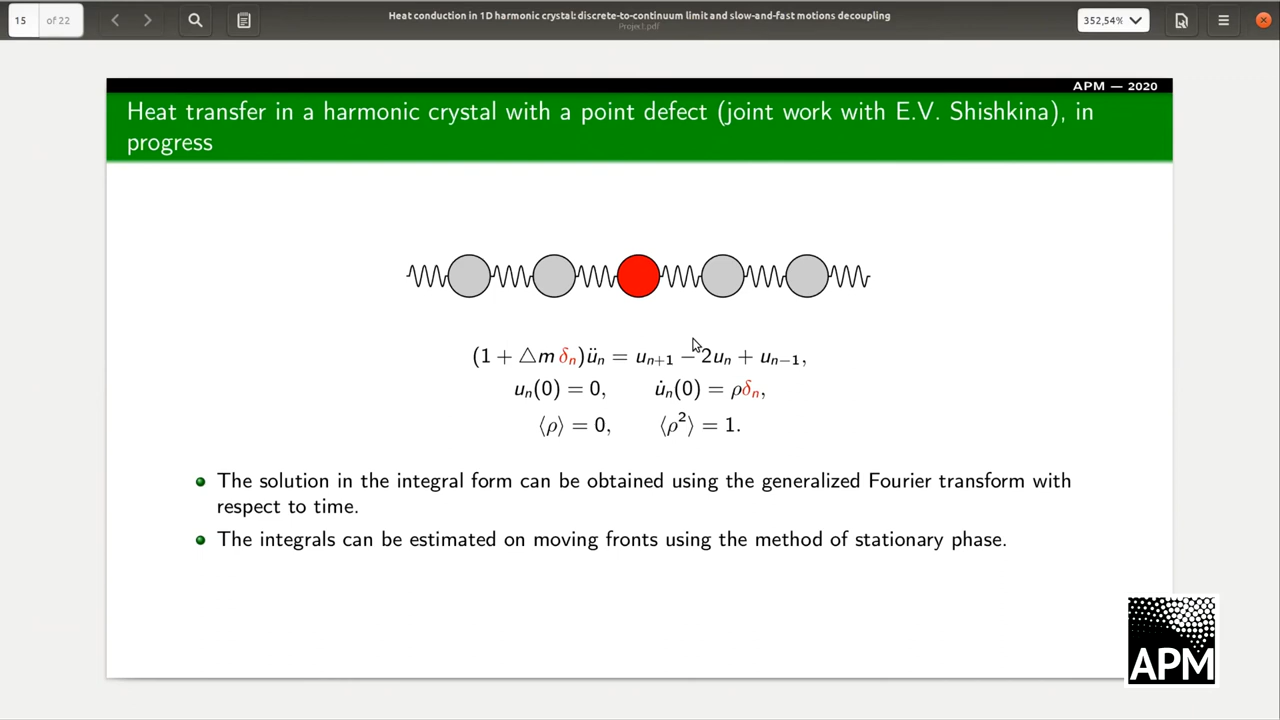 15 of 22
Heat conduction in 1D harmonic crystal: discrete-to-continuum limit and slow-and-fast motions decoupling
Project.pdf
352,54%
APM — 2020
Heat transfer in a harmonic crystal with a point defect (joint work with E.V. Shishkina), in
progress
(1 + △m δₙ)üₙ = uₙ₊₁ − 2uₙ + uₙ₋₁,
uₙ(0) = 0, u̇ₙ(0) = ρδₙ,
⟨ρ⟩ = 0, ⟨ρ²⟩ = 1.
The solution in the integral form can be obtained using the generalized Fourier transform with
respect to time.
The integrals can be estimated on moving fronts using the method of stationary phase.
APM